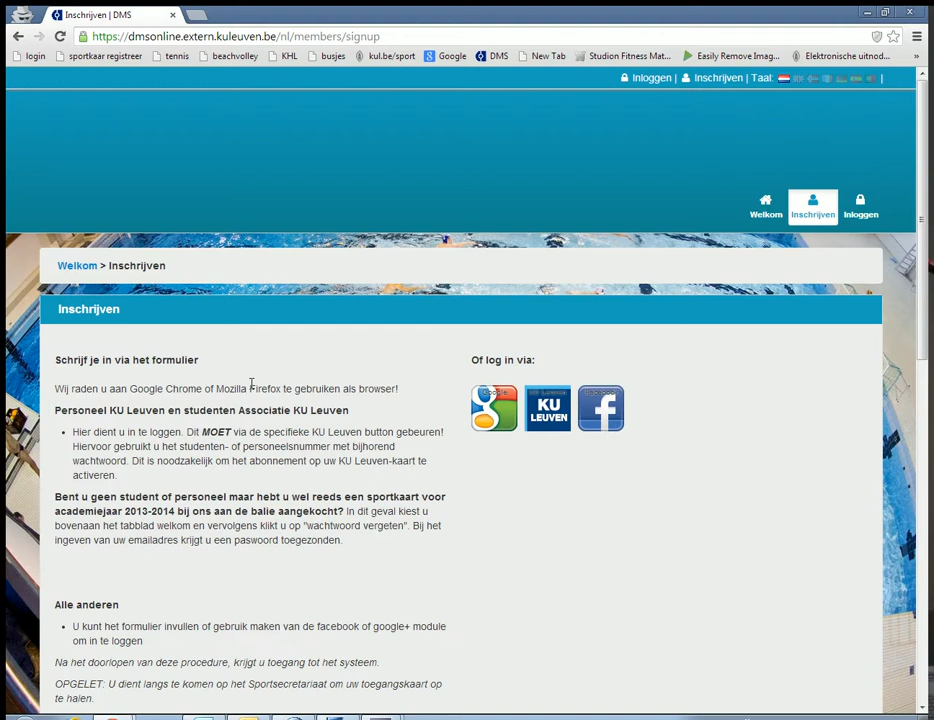 Inschrijven | DMS
https://dmsonline.extern.kuleuven.be/nl/members/signup
login sportkaar registreer tennis beachvolley KHL busjes kul.be/sport Google DMS New Tab Studion Fitness Mat... Easily Remove Imag... Elektronische uitnod... »
Inloggen | Inschrijven | Taal: |
Welkom Inschrijven Inloggen
Welkom > Inschrijven
Inschrijven
Schrijf je in via het formulier
Wij raden u aan Google Chrome of Mozilla Firefox te gebruiken als browser!
Personeel KU Leuven en studenten Associatie KU Leuven
• Hier dient u in te loggen. Dit MOET via de specifieke KU Leuven button gebeuren!
Hiervoor gebruikt u het studenten- of personeelsnummer met bijhorend
wachtwoord. Dit is noodzakelijk om het abonnement op uw KU Leuven-kaart te
activeren.
Bent u geen student of personeel maar hebt u wel reeds een sportkaart voor
academiejaar 2013-2014 bij ons aan de balie aangekocht? In dit geval kiest u
bovenaan het tabblad welkom en vervolgens klikt u op "wachtwoord vergeten". Bij het
ingeven van uw emailadres krijgt u een paswoord toegezonden.
Alle anderen
• U kunt het formulier invullen of gebruik maken van de facebook of google+ module
om in te loggen
Na het doorlopen van deze procedure, krijgt u toegang tot het systeem.
OPGELET: U dient langs te komen op het Sportsecretariaat om uw toegangskaart op
te halen.
Of log in via:
Google
KU
LEUVEN